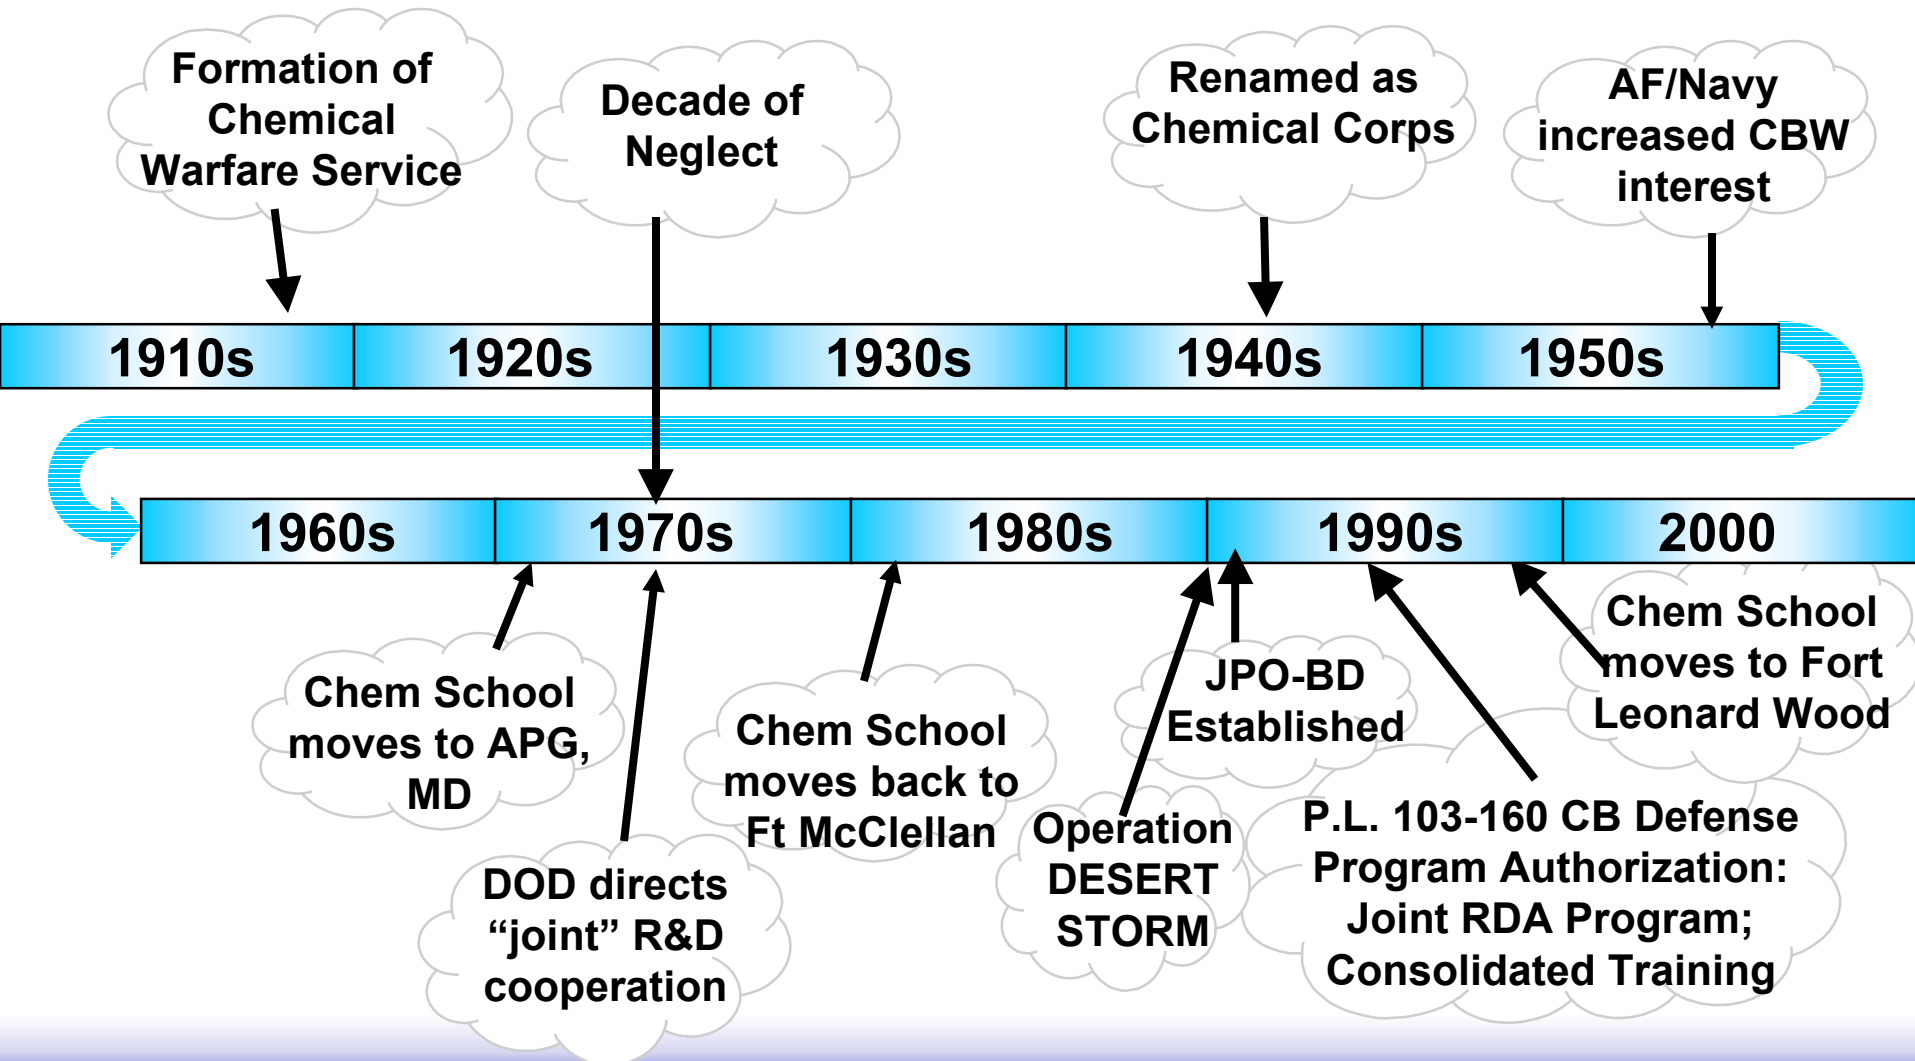 Formation of
Chemical
Warfare Service
Decade of
Neglect
Renamed as
Chemical Corps
AF/Navy
increased CBW
interest
1910s
1920s
1930s
1940s
1950s
1960s
1970s
1980s
1990s
2000
Chem School
moves to APG,
MD
DOD directs
“joint” R&D
cooperation
Chem School
moves back to
Ft McClellan
Operation
DESERT
STORM
JPO-BD
Established
P.L. 103-160 CB Defense
Program Authorization:
Joint RDA Program;
Consolidated Training
Chem School
moves to Fort
Leonard Wood